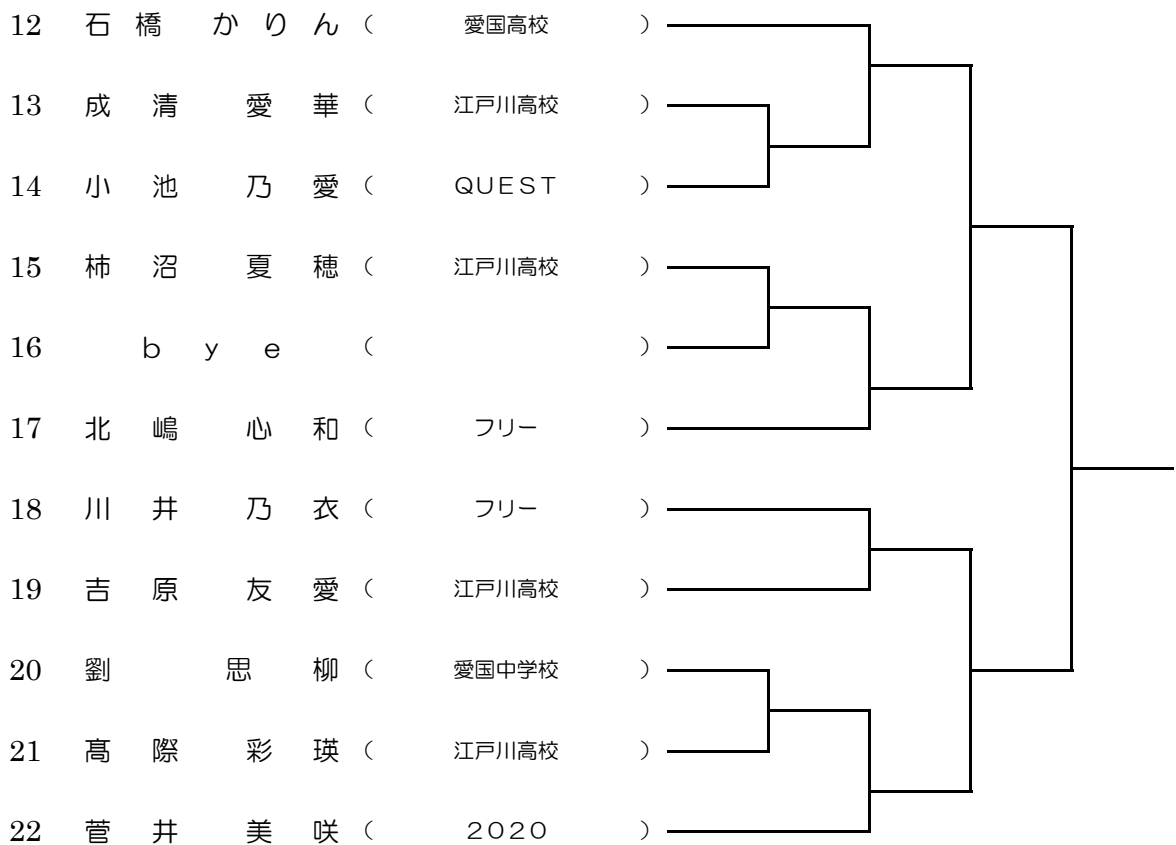 12 石橋 かりん （ 愛国高校 ）
13 成清 愛華 （ 江戸川高校 ）
14 小池 乃愛 （ ＱＵＥＳＴ ）
15 柿沼 夏穂 （ 江戸川高校 ）
16 ｂｙｅ （ ）
17 北嶋 心和 （ フリー ）
18 川井 乃衣 （ フリー ）
19 吉原 友愛 （ 江戸川高校 ）
20 劉 思柳 （ 愛国中学校 ）
21 髙際 彩瑛 （ 江戸川高校 ）
22 菅井 美咲 （ ２０２０ ）